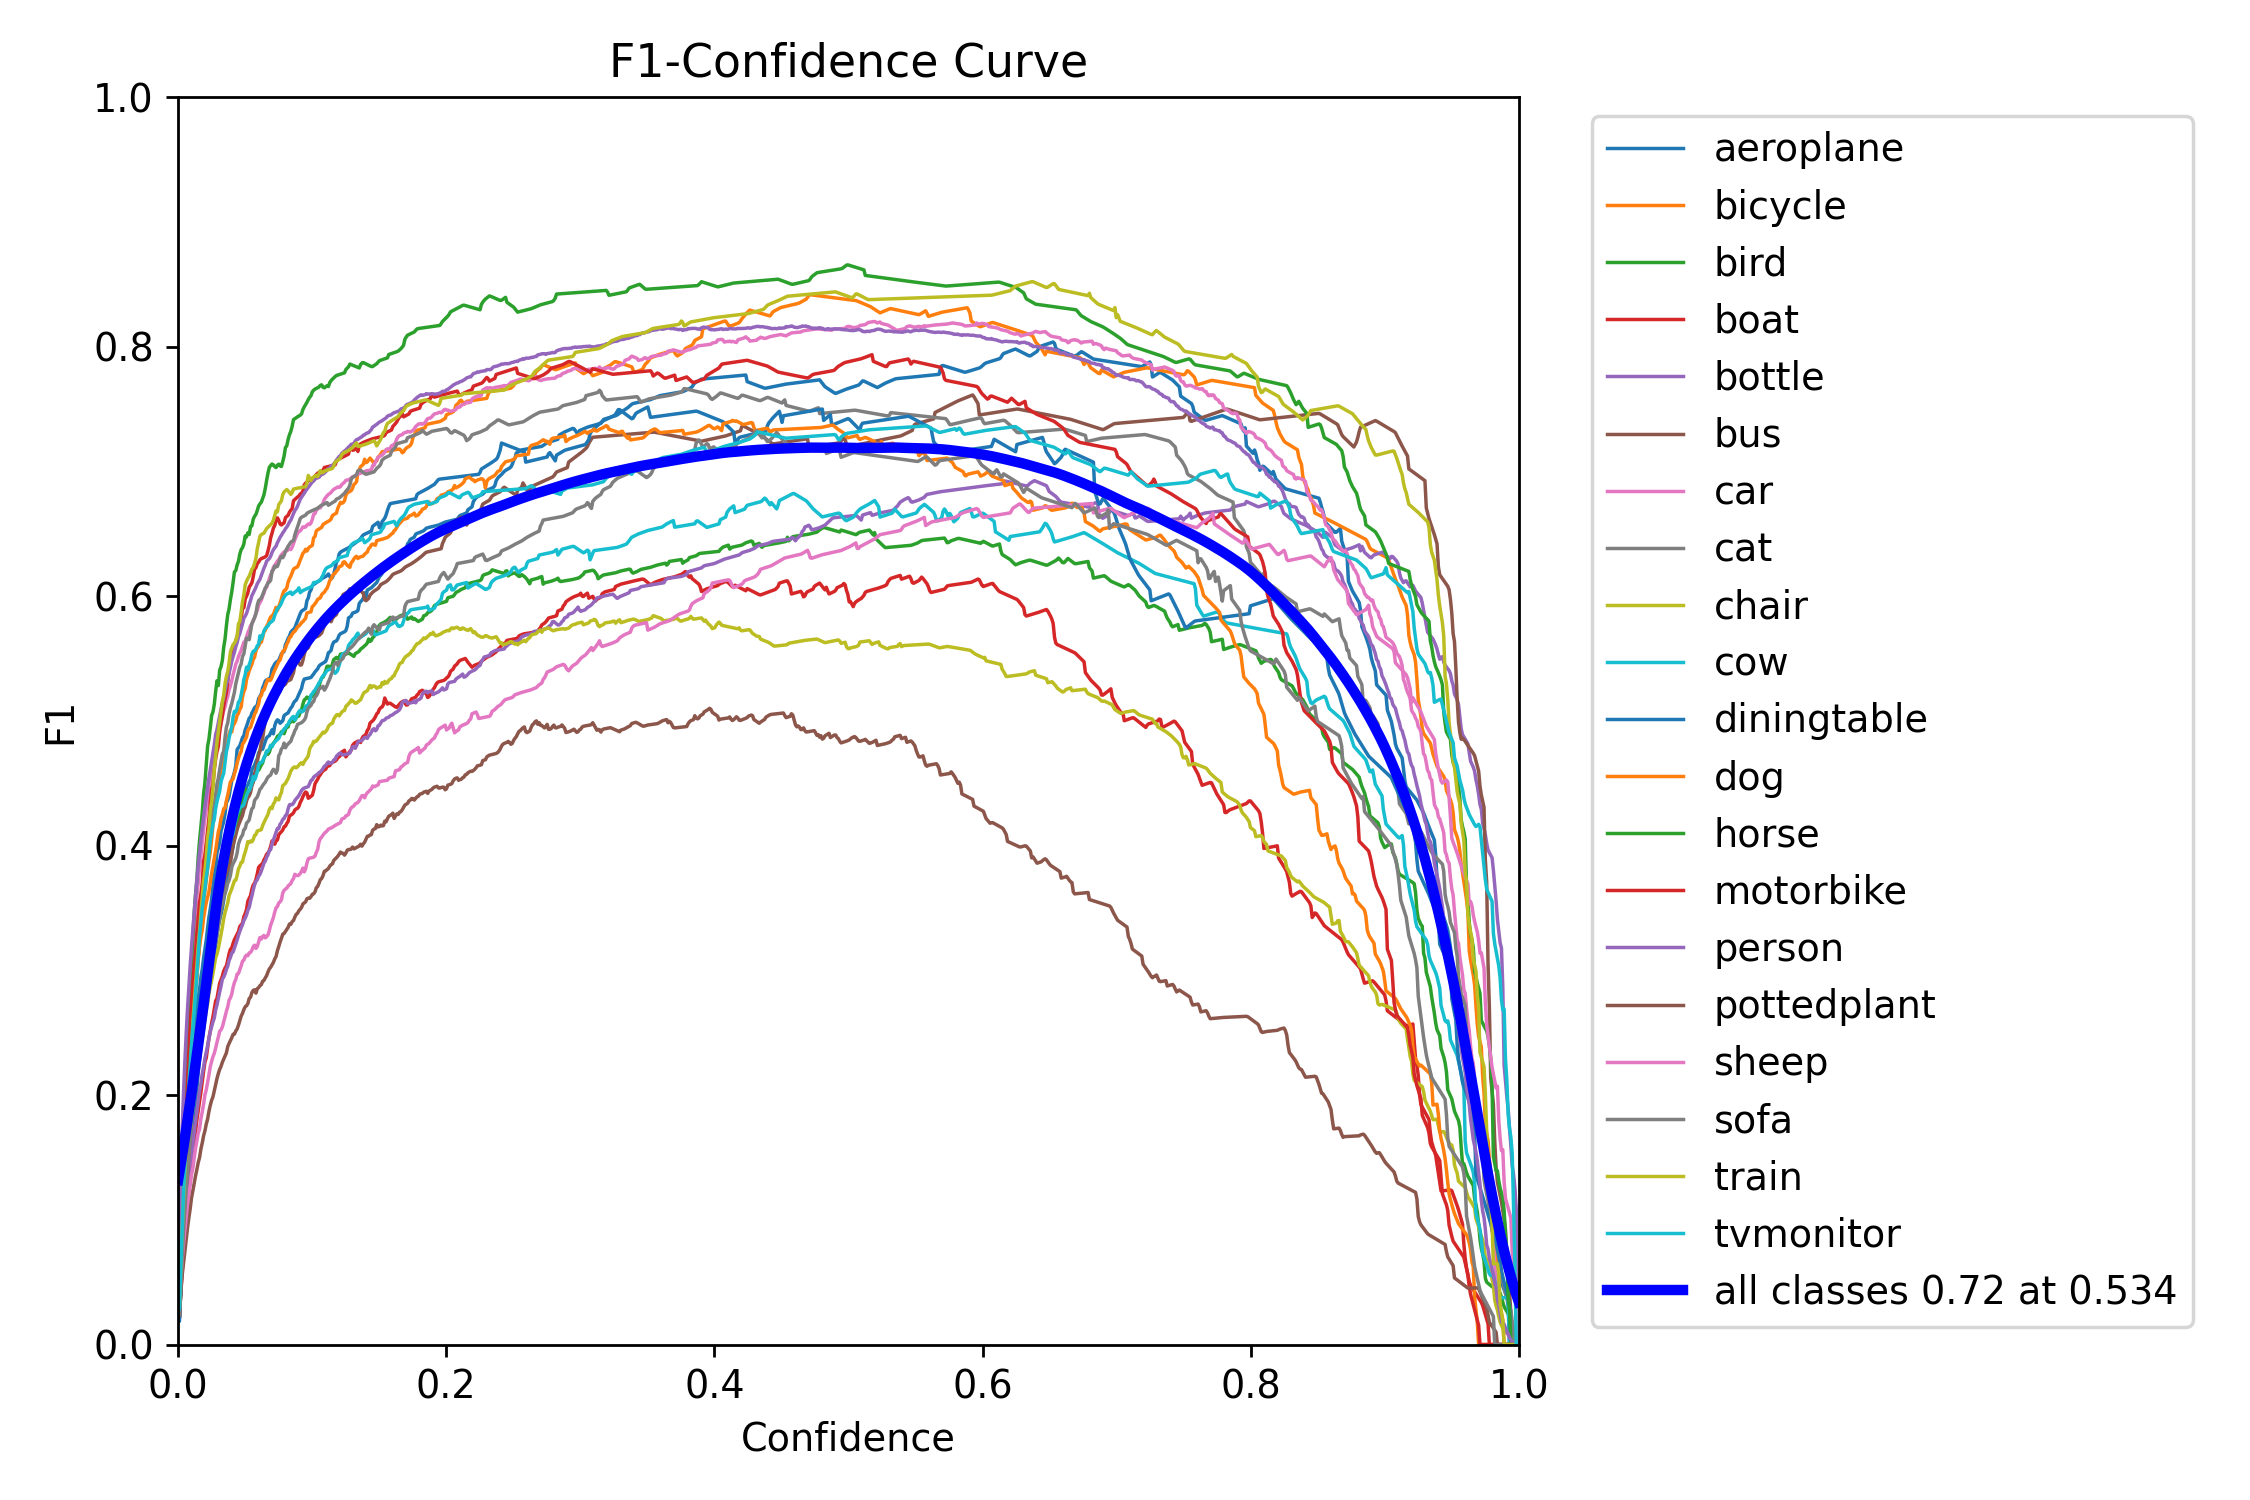 F1-Confidence Curve
1.0
0.8
0.6
0.4
0.2
0.0
F1
0.0 0.2 0.4 0.6 0.8 1.0
Confidence
aeroplane
bicycle
bird
boat
bottle
bus
car
cat
chair
cow
diningtable
dog
horse
motorbike
person
pottedplant
sheep
sofa
train
tvmonitor
all classes 0.72 at 0.534